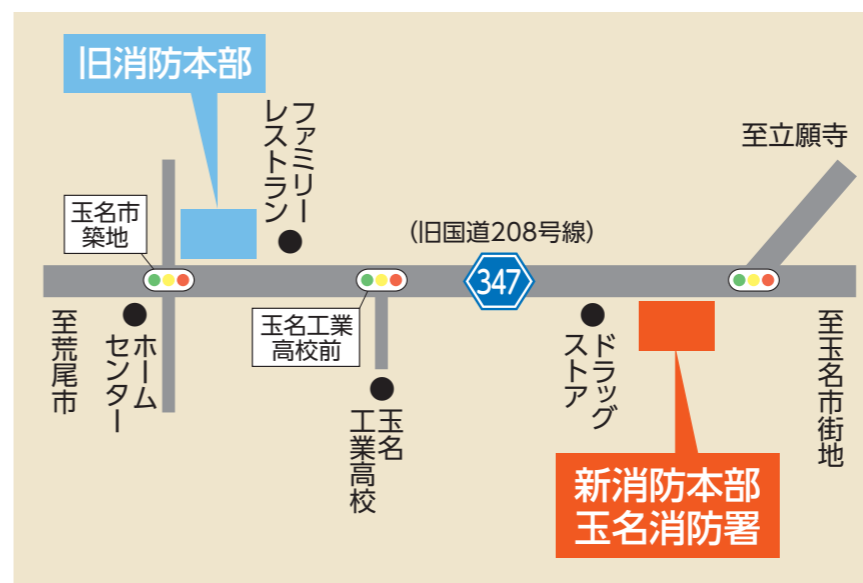 旧消防本部
ファミリー
レストラン
至立願寺
玉名市
築地
(旧国道208号線)
347
玉名工業
高校前
至荒尾市
ホーム
センター
玉名
工業高校
ドラッグ
ストア
至玉名市街地
新消防本部
玉名消防署